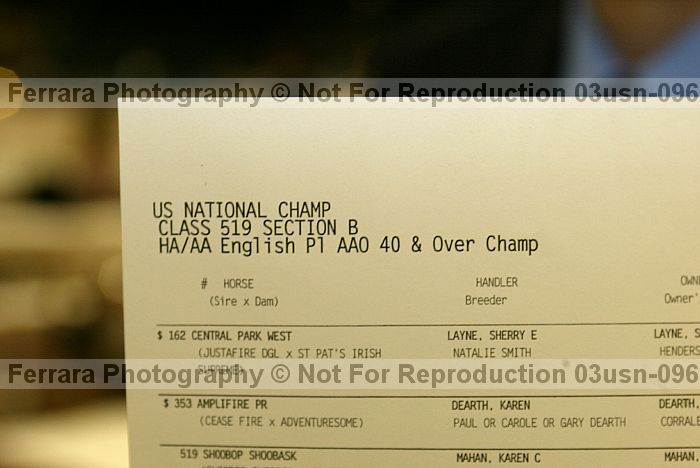 Ferrara Photography © Not For Reproduction 03usn-096
US NATIONAL CHAMP
CLASS 519 SECTION B
HA/AA English Pl AAO 40 & Over Champ
# HORSE HANDLER OWN
(Sire x Dam) Breeder Owner'
$ 162 CENTRAL PARK WEST LAYNE, SHERRY E LAYNE, S
(JUSTAFIRE DGL x ST PAT'S IRISH NATALIE SMITH HENDERS
SUPREME)
Ferrara Photography © Not For Reproduction 03usn-096
$ 353 AMPLIFIRE PR DEARTH, KAREN DEARTH,
(CEASE FIRE x ADVENTURESOME) PAUL OR CAROLE OR GARY DEARTH CORRALE
519 SHOOBOP SHOOBASK MAHAN, KAREN C MAHAN,